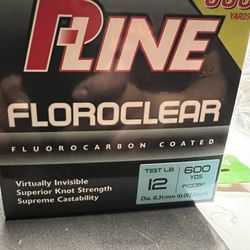 P-LINE
YARDS
FLOROCLEAR
FLUOROCARBON COATED
Virtually Invisible
Superior Knot Strength
Supreme Castability
TEST LB.
12
600
YDS
Dia. 0.31mm